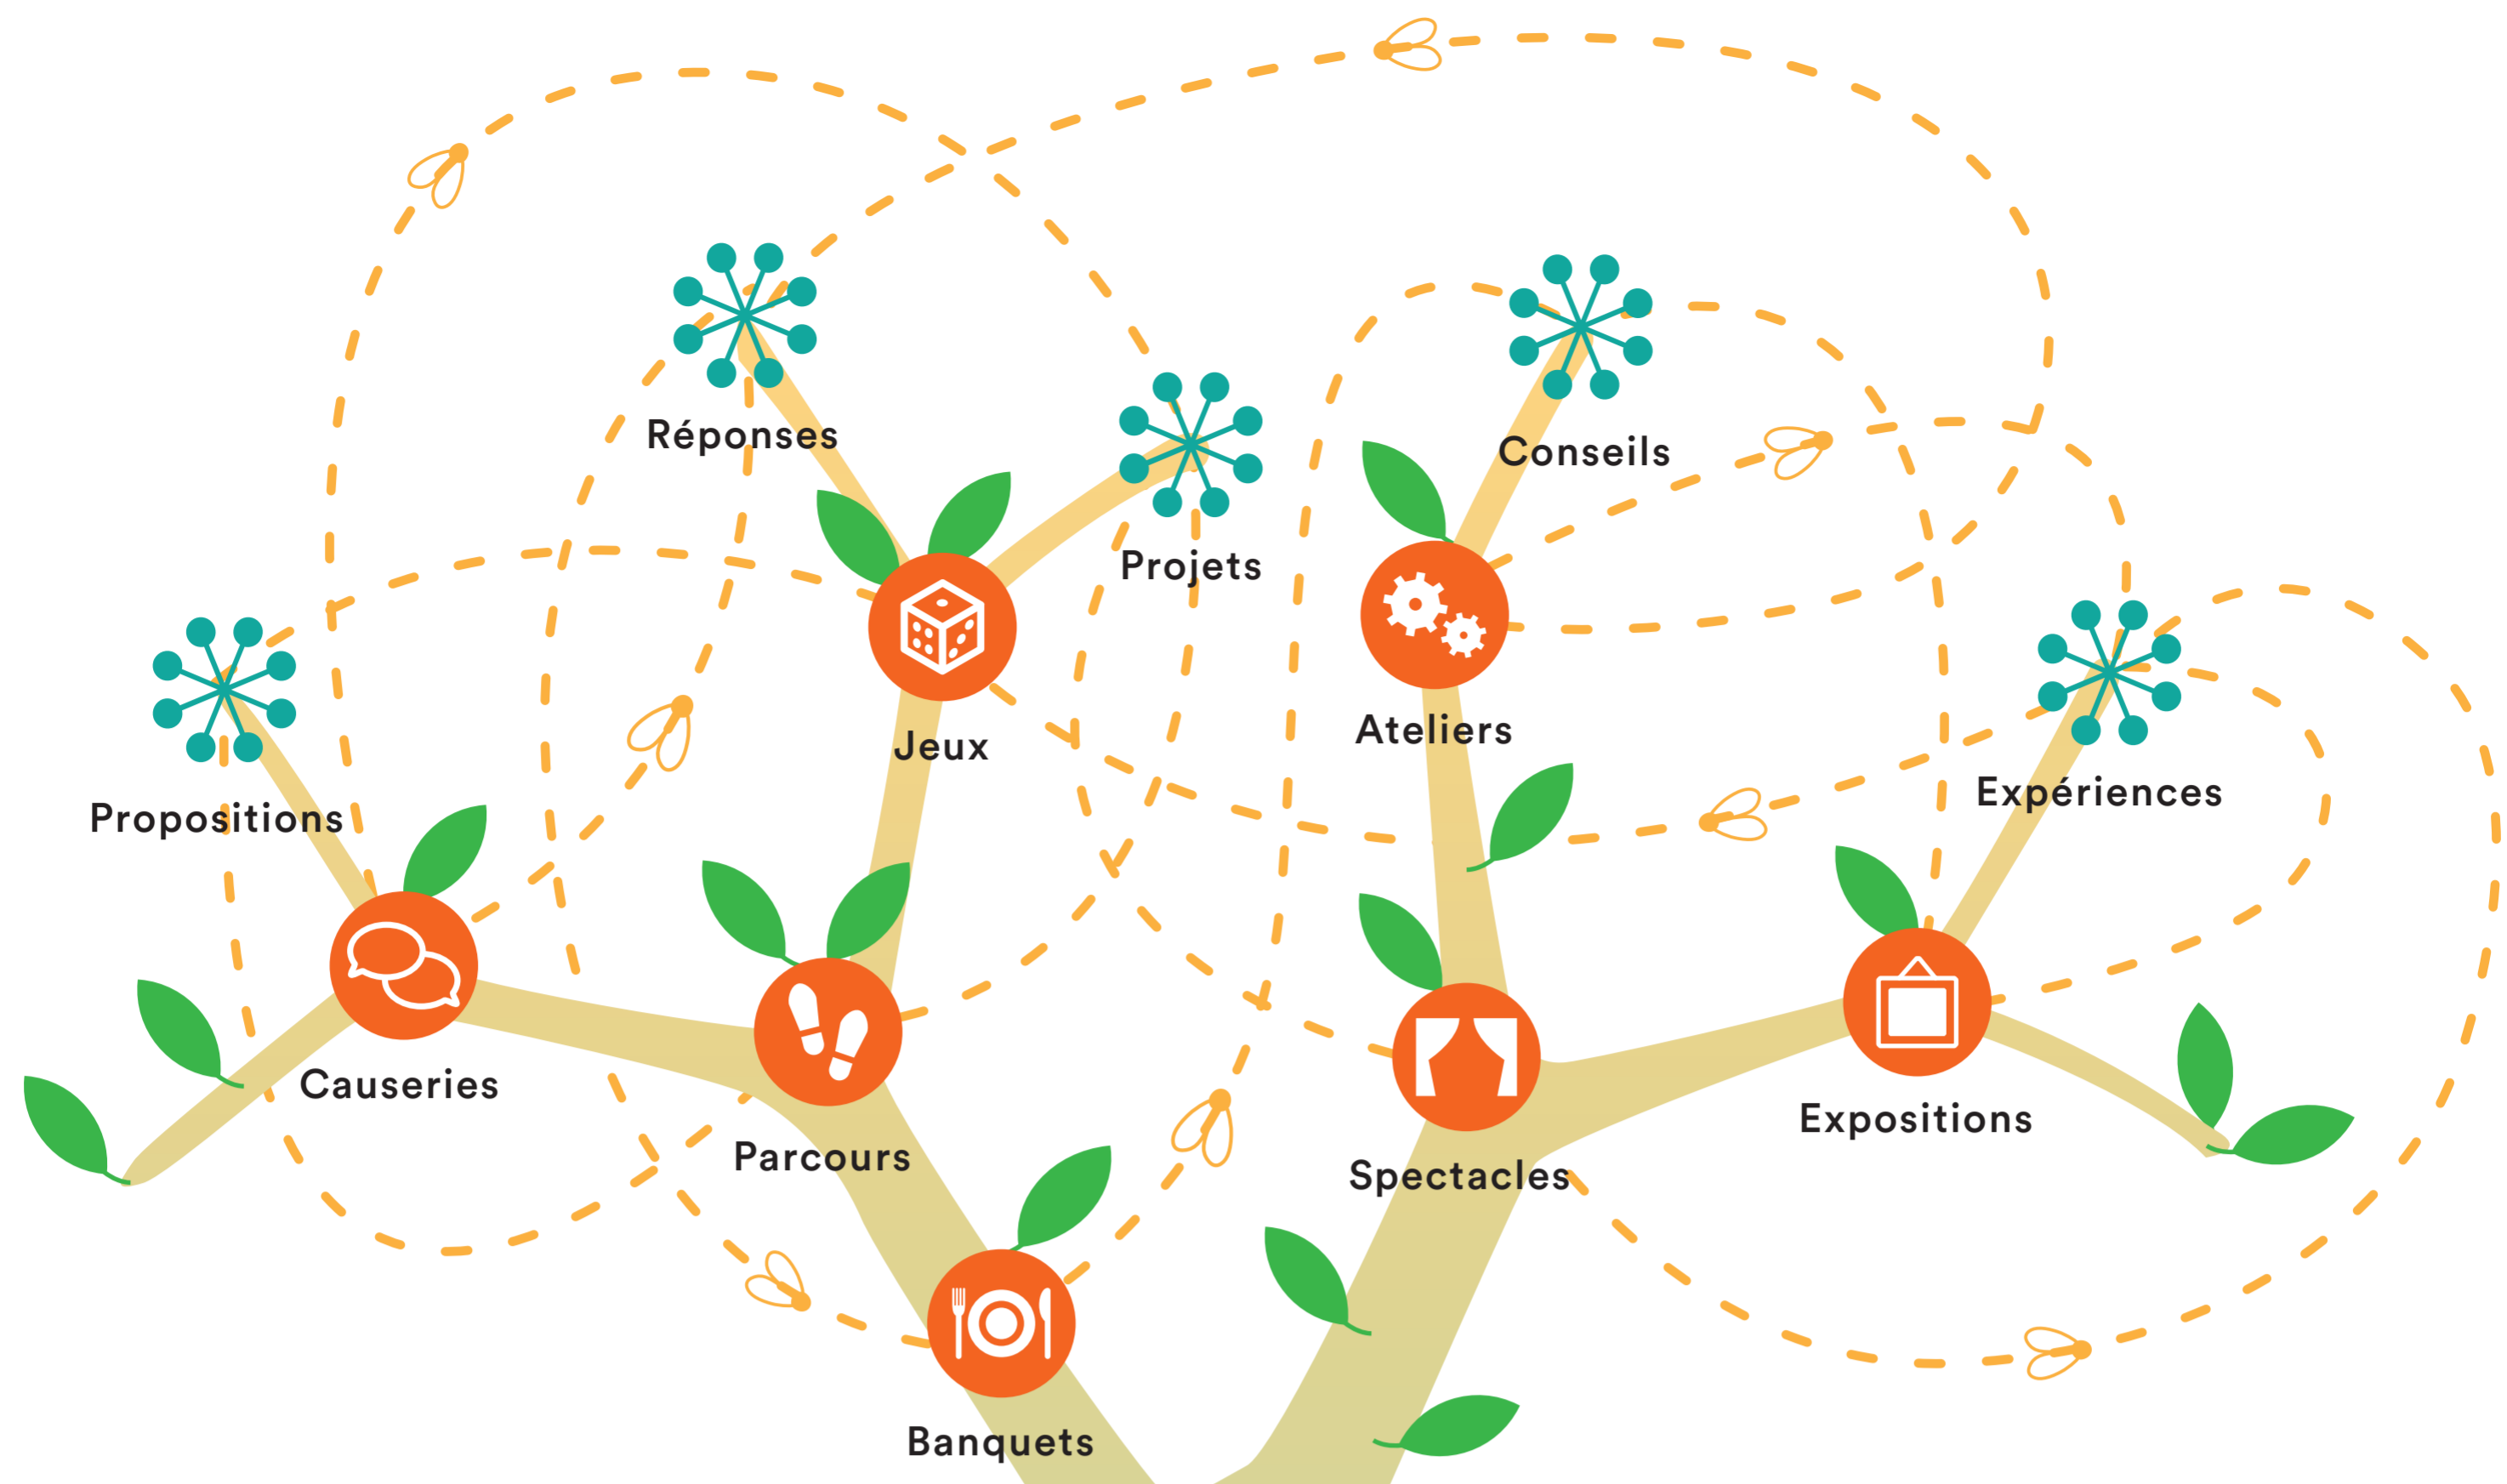 Réponses
Conseils
Projets
Jeux
Ateliers
Propositions
Expériences
Causeries
Expositions
Parcours
Spectacles
Banquets